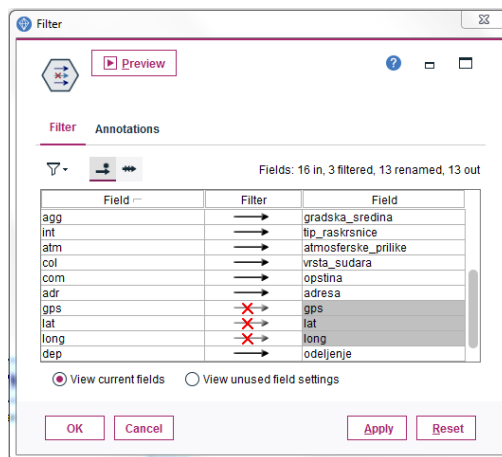 Filter
Preview
?
Filter Annotations
Fields: 16 in, 3 filtered, 13 renamed, 13 out
Field Filter Field
agg gradska_sredina
int tip_raskrsnice
atm atmosferske_prilike
col vrsta_sudara
com opstina
adr adresa
gps gps
lat lat
long long
dep odeljenje
View current fields View unused field settings
OK Cancel Apply Reset